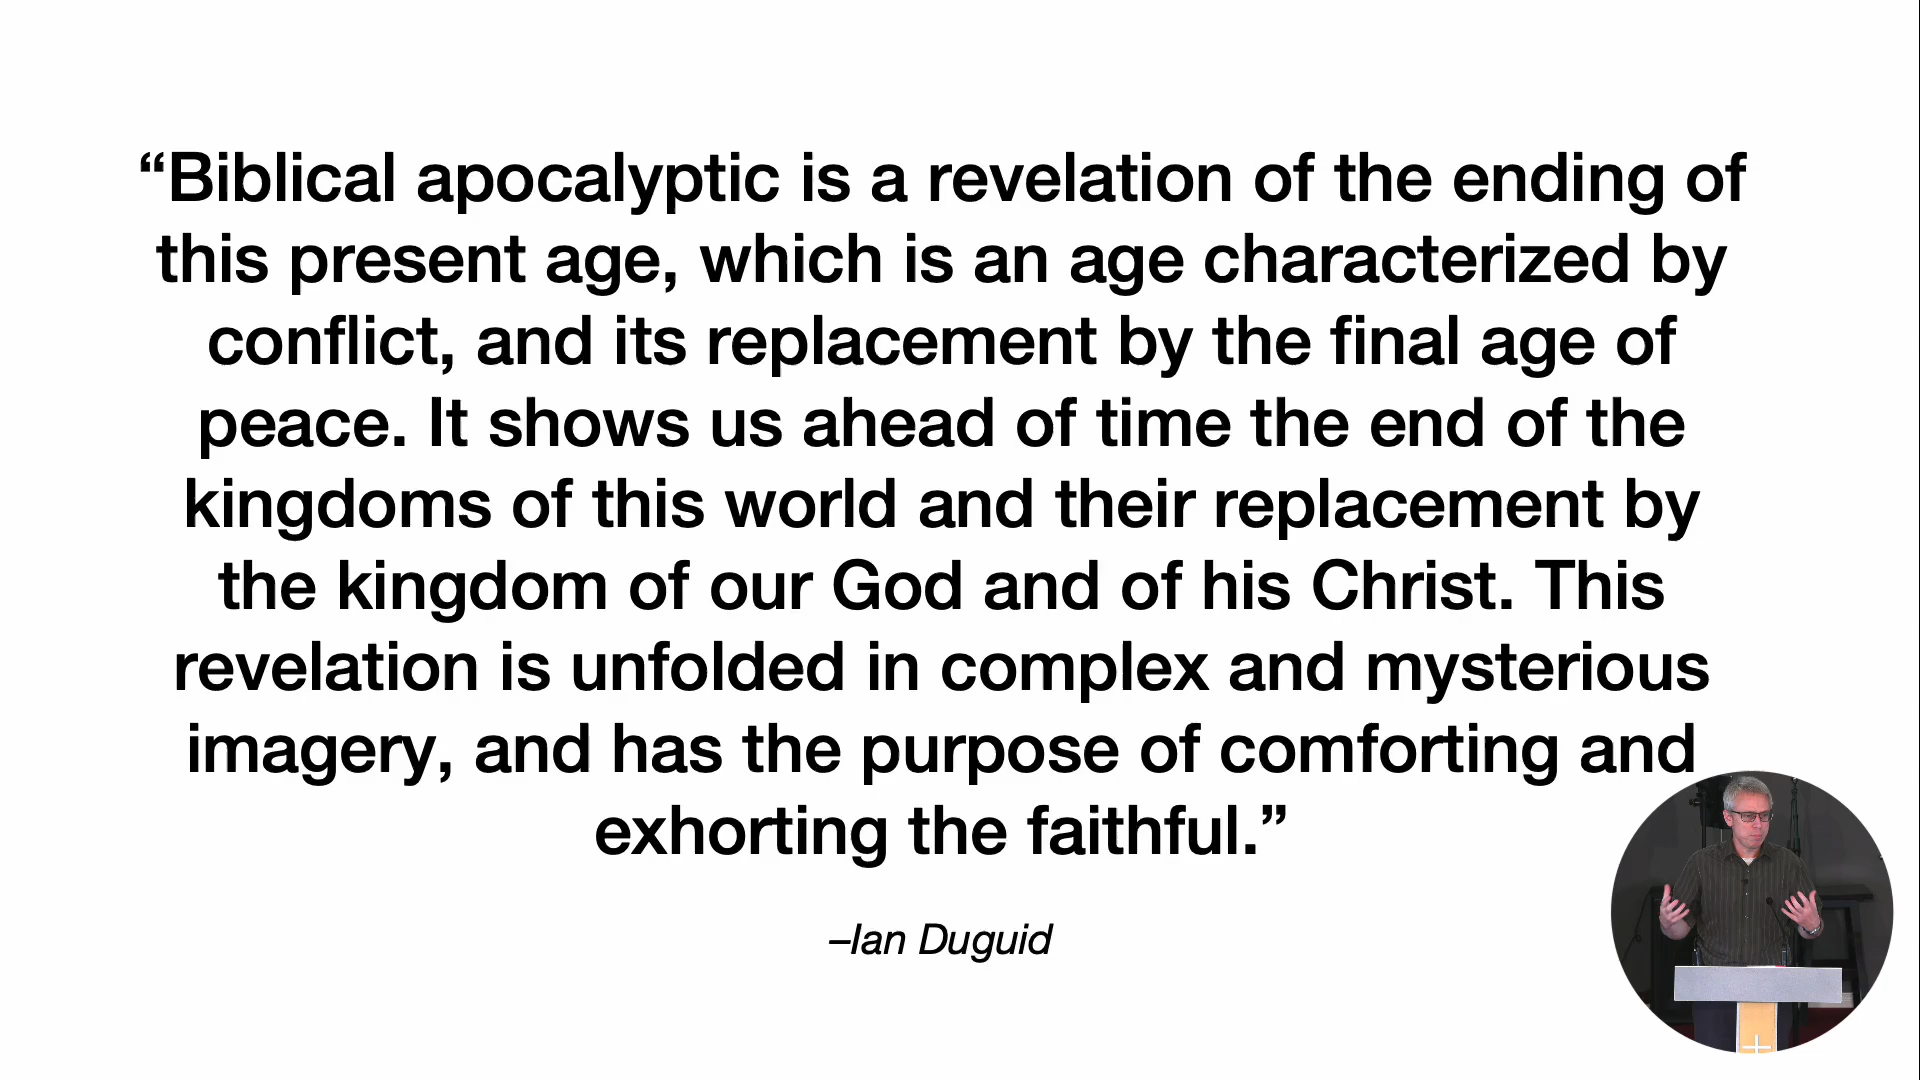 “Biblical apocalyptic is a revelation of the ending of
this present age, which is an age characterized by
conflict, and its replacement by the final age of
peace. It shows us ahead of time the end of the
kingdoms of this world and their replacement by
the kingdom of our God and of his Christ. This
revelation is unfolded in complex and mysterious
imagery, and has the purpose of comforting and
exhorting the faithful.”
–Ian Duguid